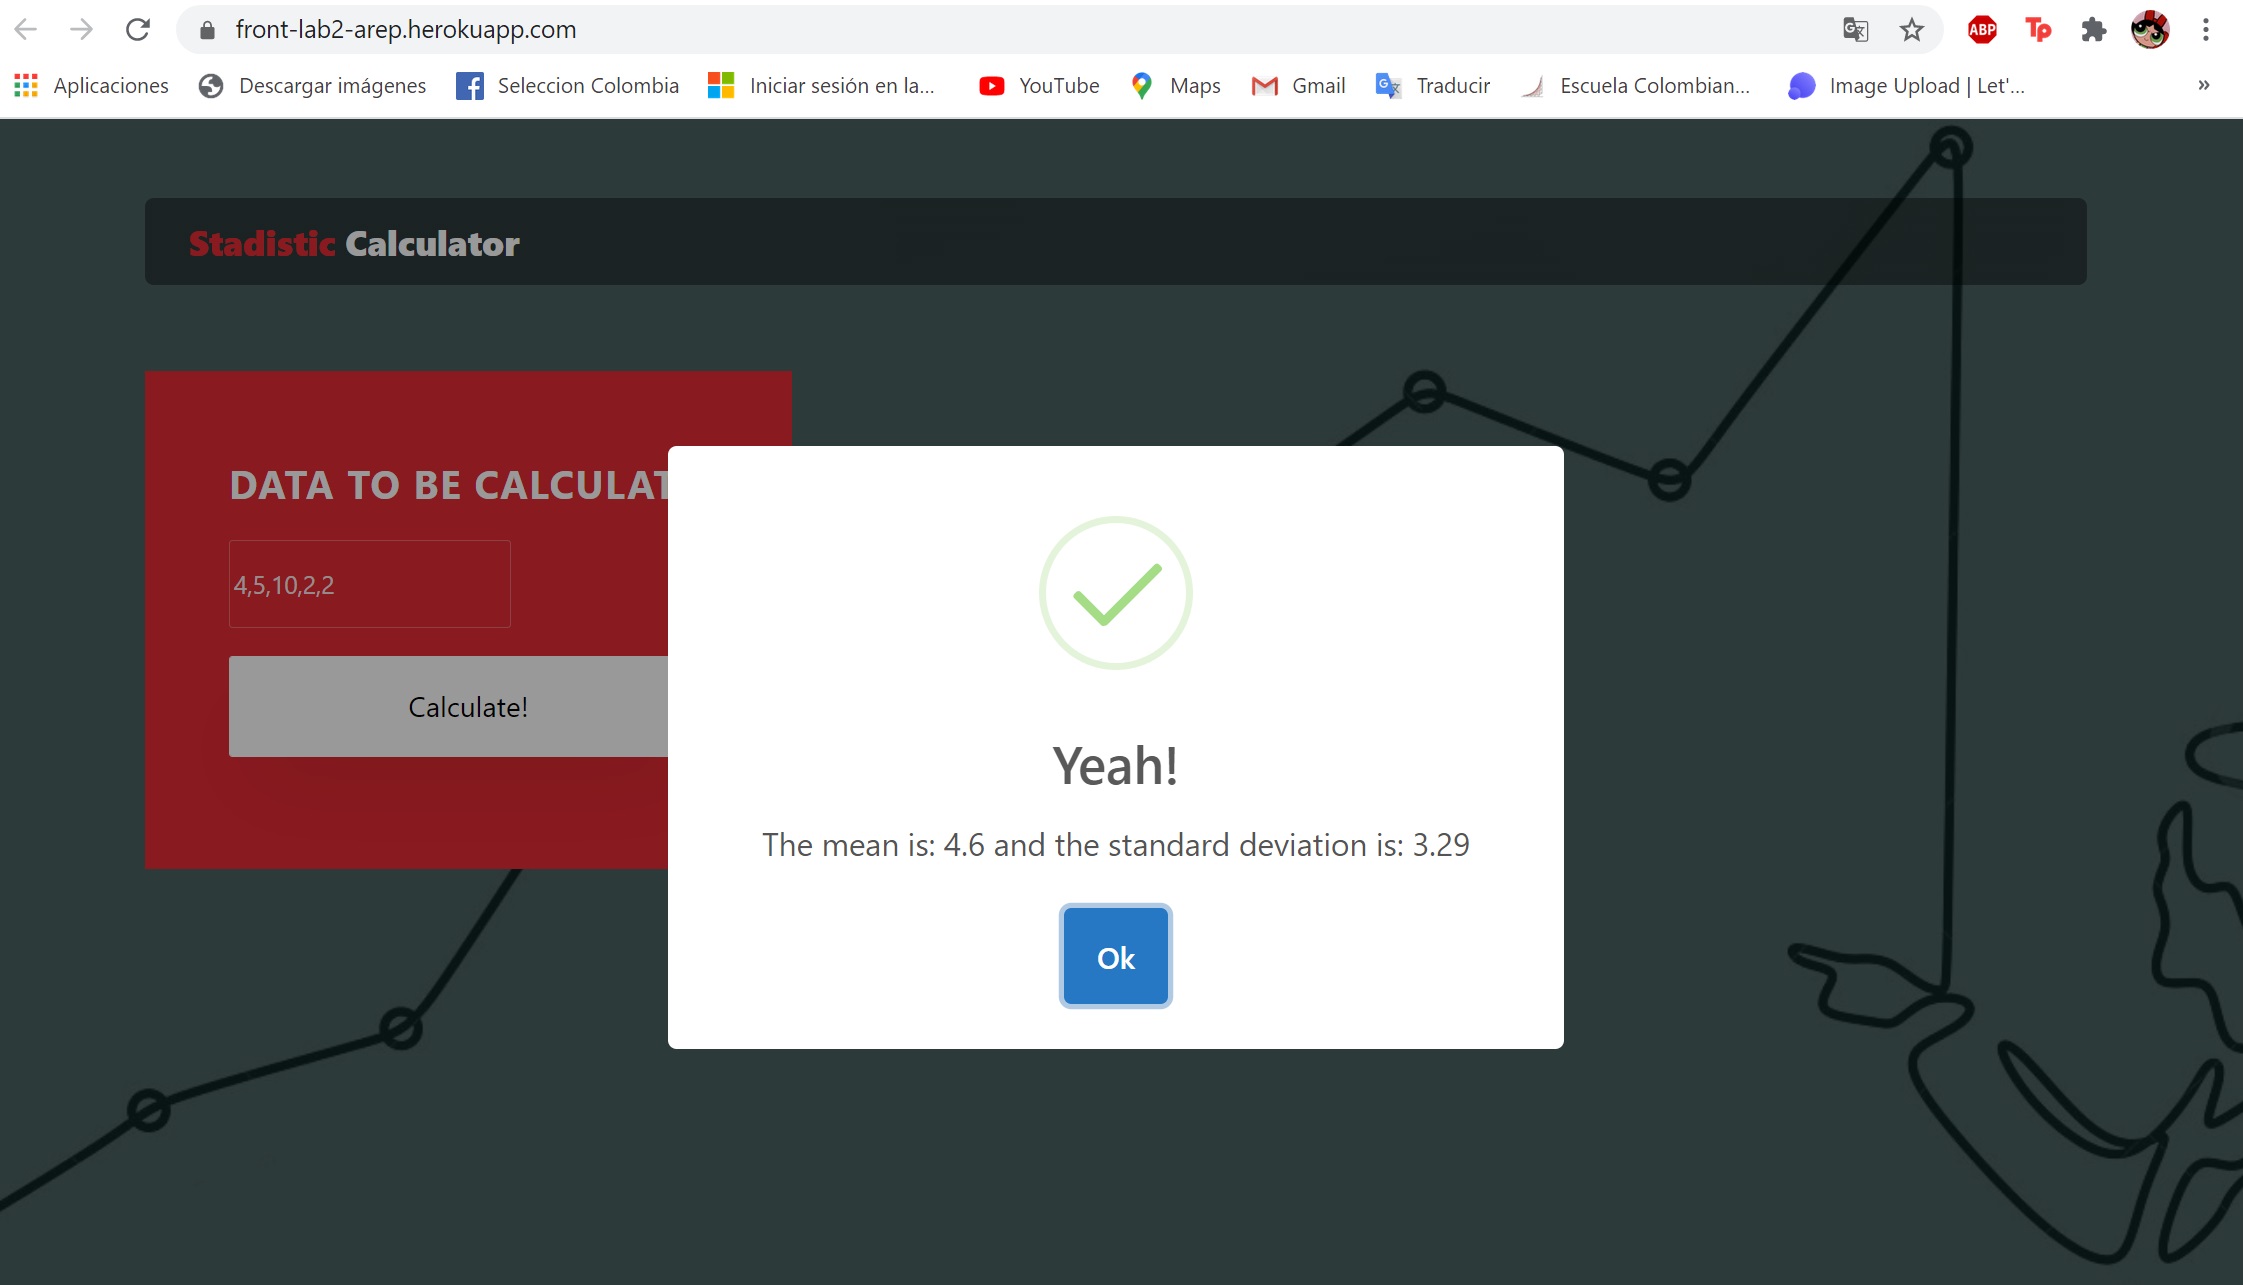 front-lab2-arep.herokuapp.com
ABP
Tp
Aplicaciones
Descargar imágenes
Seleccion Colombia
Iniciar sesión en la...
YouTube
Maps
Gmail
Traducir
Escuela Colombian...
Image Upload | Let'...
»
Stadistic Calculator
DATA TO BE CALCULAT
4,5,10,2,2
Calculate!
Yeah!
The mean is: 4.6 and the standard deviation is: 3.29
Ok